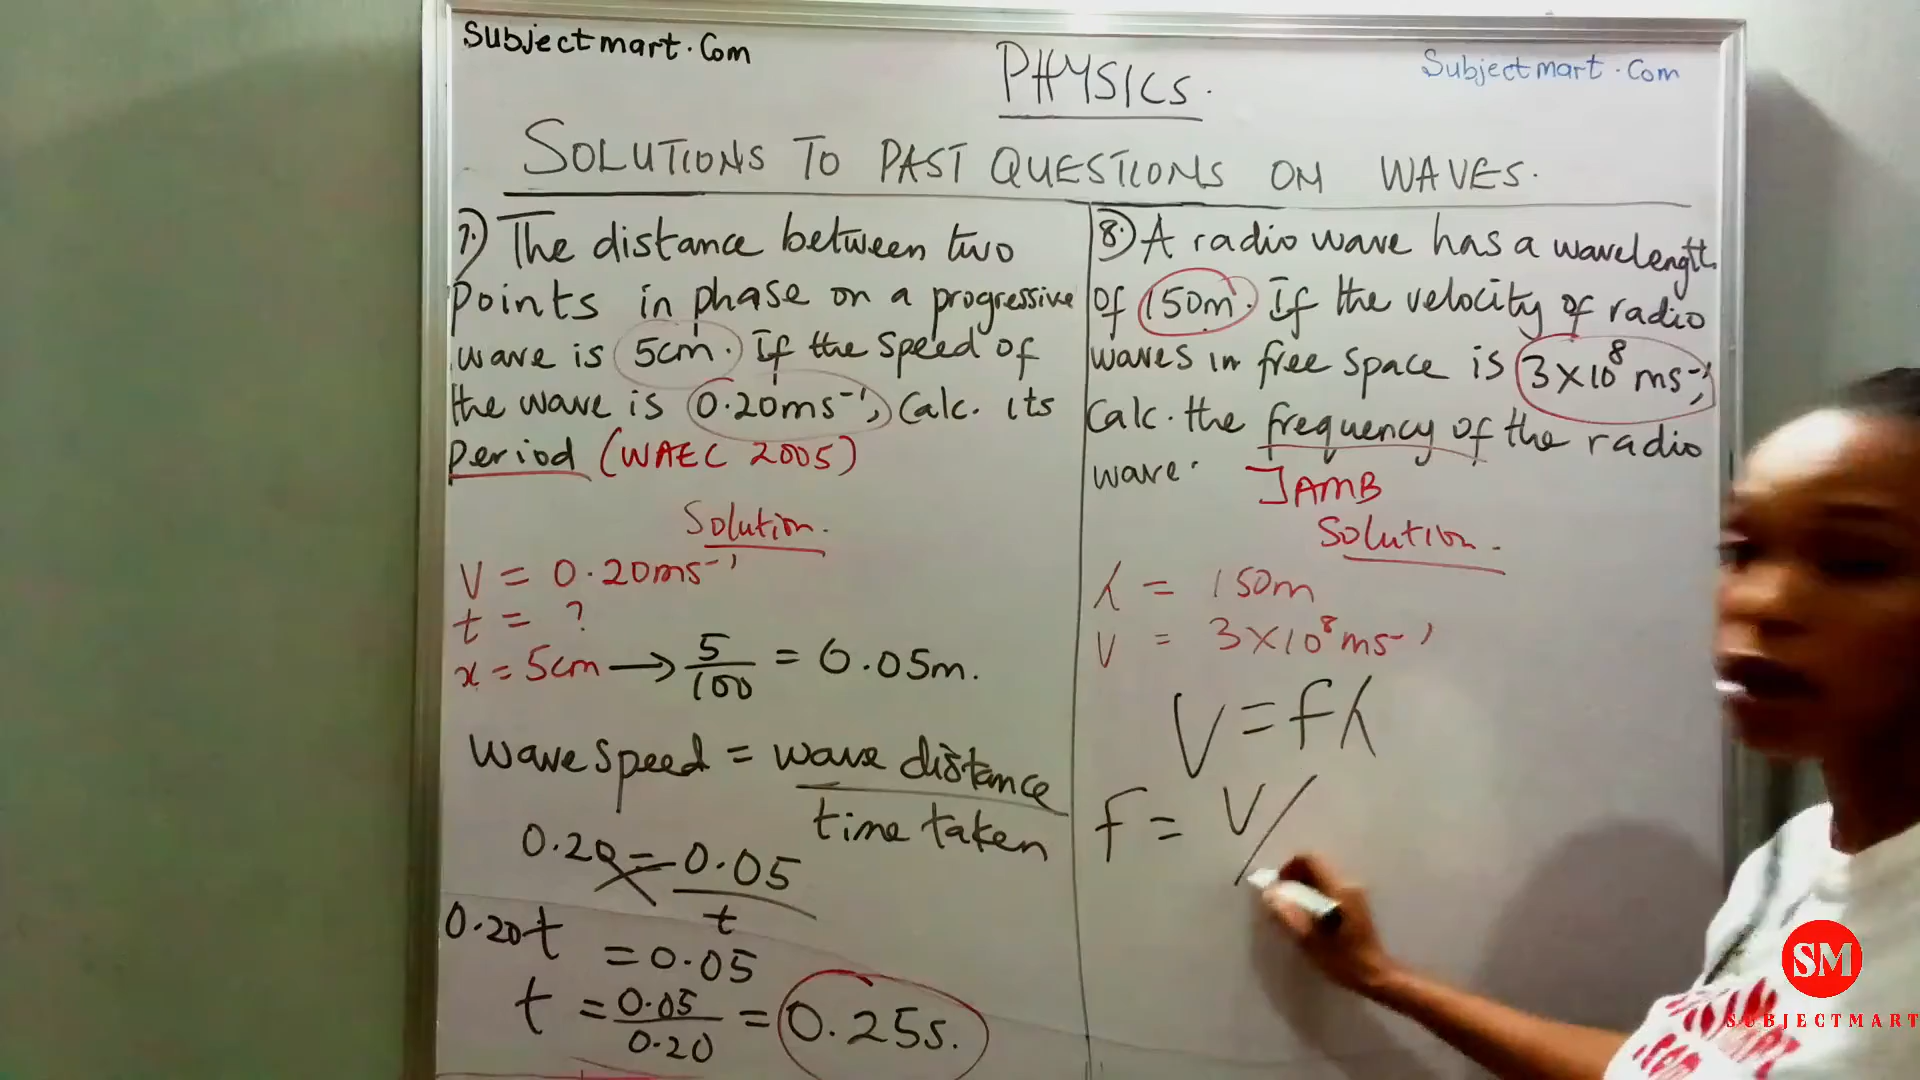 Subjectmart.Com
PHYSICS.
Subjectmart.Com
SOLUTIONS TO PAST QUESTIONS ON WAVES.
7.) The distance between two
points in phase on a progressive
wave is 5cm. If the speed of
the wave is 0.20ms⁻¹, Calc. its
period (WAEC 2005)
Solution.
V = 0.20ms⁻¹
t = ?
x = 5cm → 5/100 = 0.05m.
Wave speed = wave distance
time taken
0.20 = 0.05
t
0.20t = 0.05
t = 0.05 = 0.25s.
0.20
8.) A radio wave has a wavelength
of 150m. If the velocity of radio
waves in free space is 3×10⁸ ms⁻¹,
Calc. the frequency of the radio
wave.
JAMB
Solution.
λ = 150m
V = 3×10⁸ms⁻¹
V = fλ
f = V/
SM
SUBJECTMART